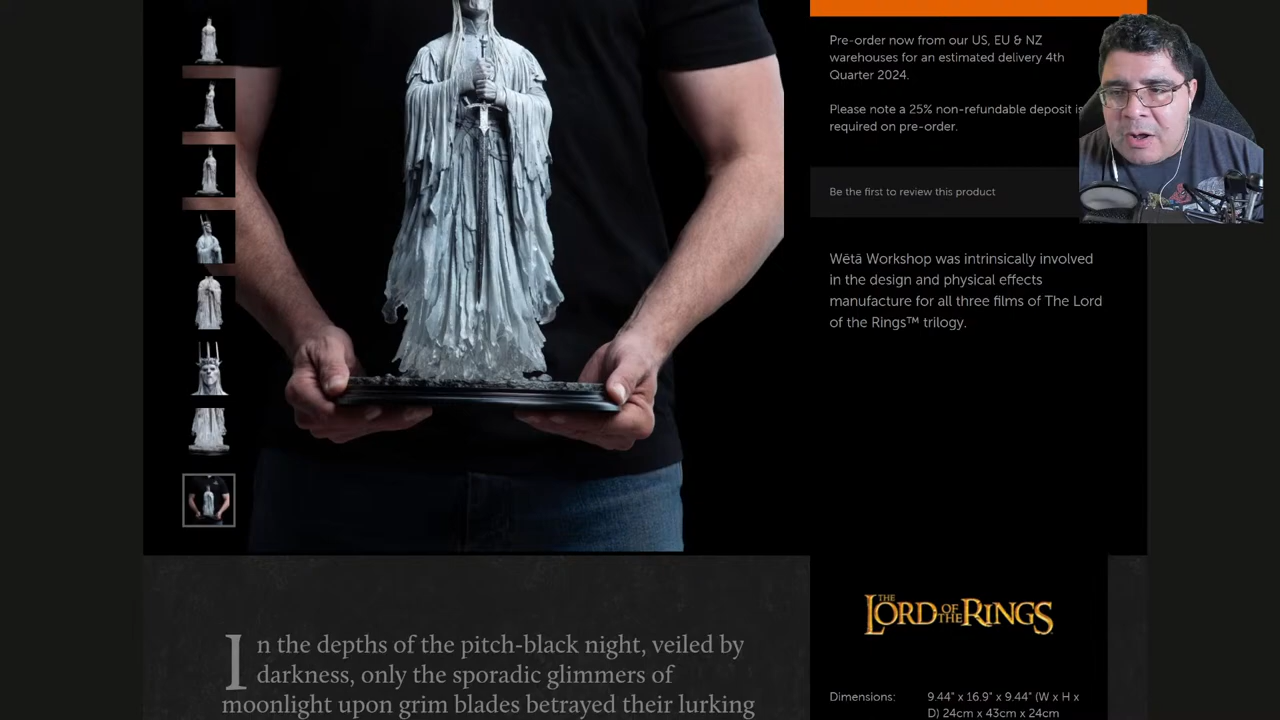 Pre-order now from our US, EU & NZ
warehouses for an estimated delivery 4th
Quarter 2024.
Please note a 25% non-refundable deposit is
required on pre-order.
Be the first to review this product
Wētā Workshop was intrinsically involved
in the design and physical effects
manufacture for all three films of The Lord
of the Rings™ trilogy.
In the depths of the pitch-black night, veiled by
darkness, only the sporadic glimmers of
moonlight upon grim blades betrayed their lurking
THE LORD OF THE RINGS
Dimensions: 9.44" x 16.9" x 9.44" (W x H x
D) 24cm x 43cm x 24cm